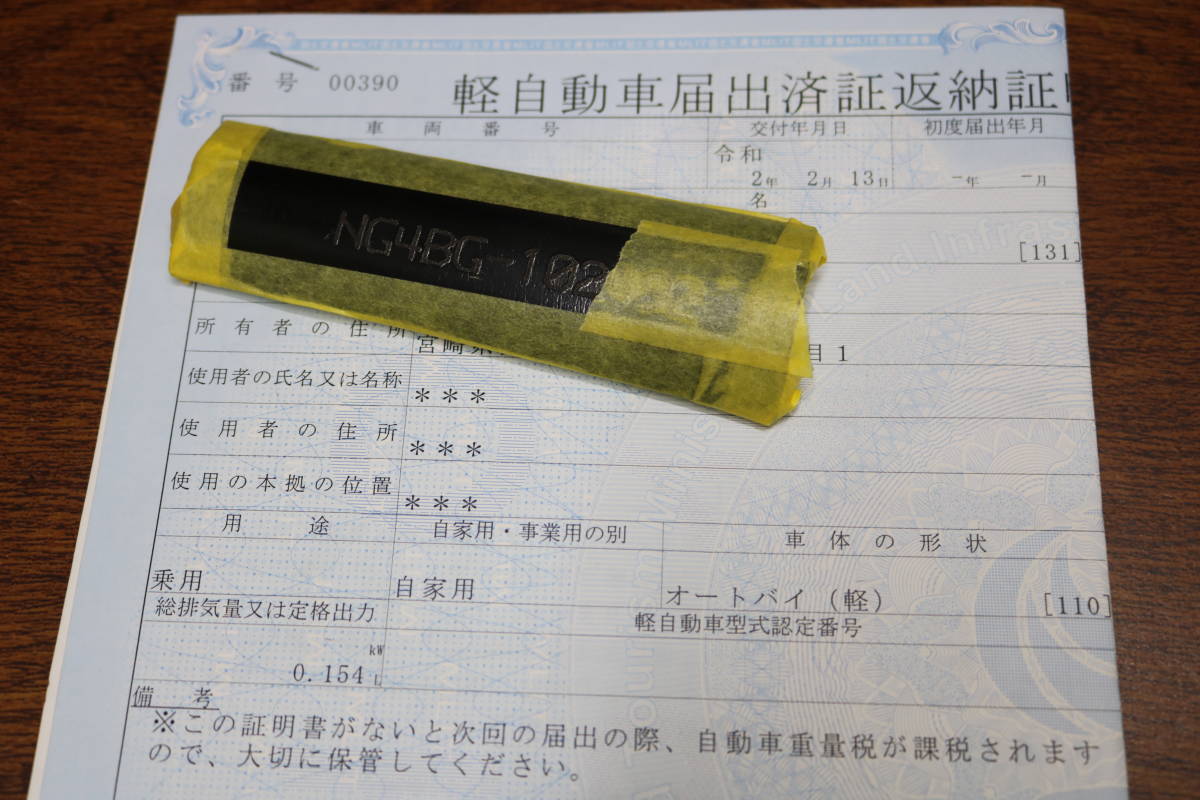 番号 00390
軽自動車届出済証返納証
車両番号 交付年月日 初度届出年月
令和
2年 2月 13日 -年 -月
名
[131]
NG4BG-102
所有者の住所 宮崎県 目1
使用者の氏名又は名称 ***
使用者の住所 ***
使用の本拠の位置 ***
用途 自家用・事業用の別 車体の形状
乗用 自家用 オートバイ(軽) [110]
総排気量又は定格出力 軽自動車型式認定番号
kW
0.154 L
備考
※この証明書がないと次回の届出の際、自動車重量税が課税されます
ので、大切に保管してください。